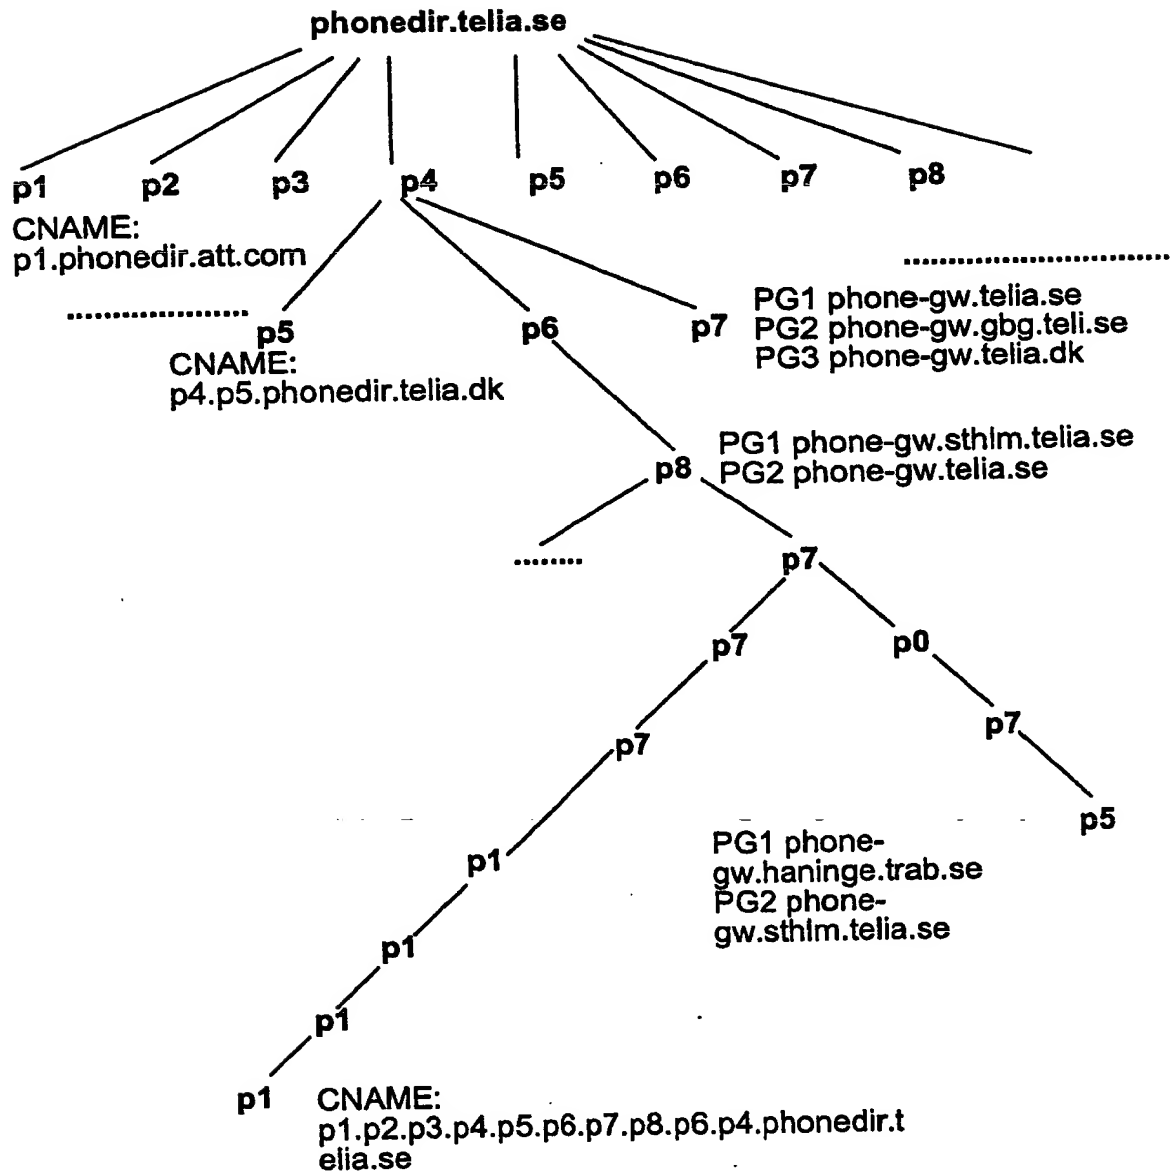 phonedir.telia.se
p1 p2 p3 p4 p5 p6 p7 p8
CNAME:
p1.phonedir.att.com
p5 p6 p7
CNAME:
p4.p5.phonedir.telia.dk
PG1 phone-gw.telia.se
PG2 phone-gw.gbg.teli.se
PG3 phone-gw.telia.dk
p8
PG1 phone-gw.sthlm.telia.se
PG2 phone-gw.telia.se
p7
p7 p0
p7 p7
p5
PG1 phone-
gw.haninge.trab.se
PG2 phone-
gw.sthlm.telia.se
p1
p1
p1
p1
CNAME:
p1.p2.p3.p4.p5.p6.p7.p8.p6.p4.phonedir.t
elia.se